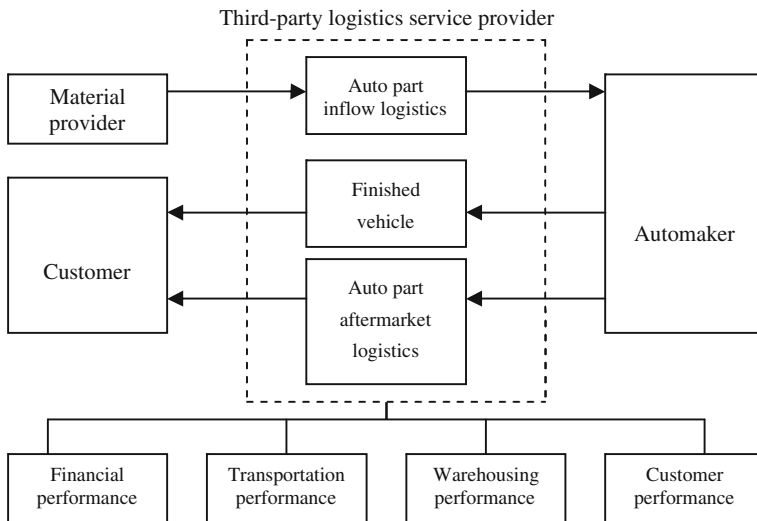 Third-party logistics service provider
Material
provider
Auto part
inflow logistics
Automaker
Customer
Finished
vehicle
Auto part
aftermarket
logistics
Financial
performance
Transportation
performance
Warehousing
performance
Customer
performance